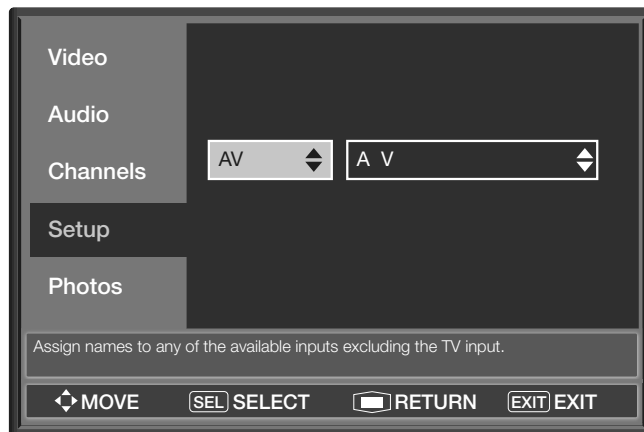 Video
Audio
Channels
Setup
Photos
AV A V
Assign names to any of the available inputs excluding the TV input.
MOVE SEL SELECT RETURN EXIT EXIT